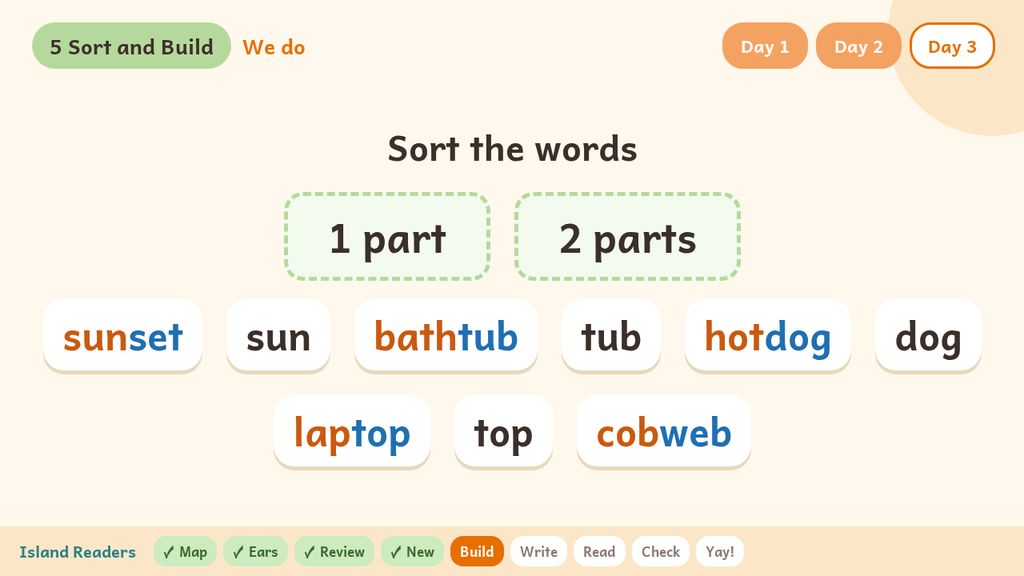 5 Sort and Build We do Day 1 Day 2 Day 3
Sort the words
1 part 2 parts
sunset sun bathtub tub hotdog dog
laptop top cobweb
Island Readers ✓ Map ✓ Ears ✓ Review ✓ New Build Write Read Check Yay!